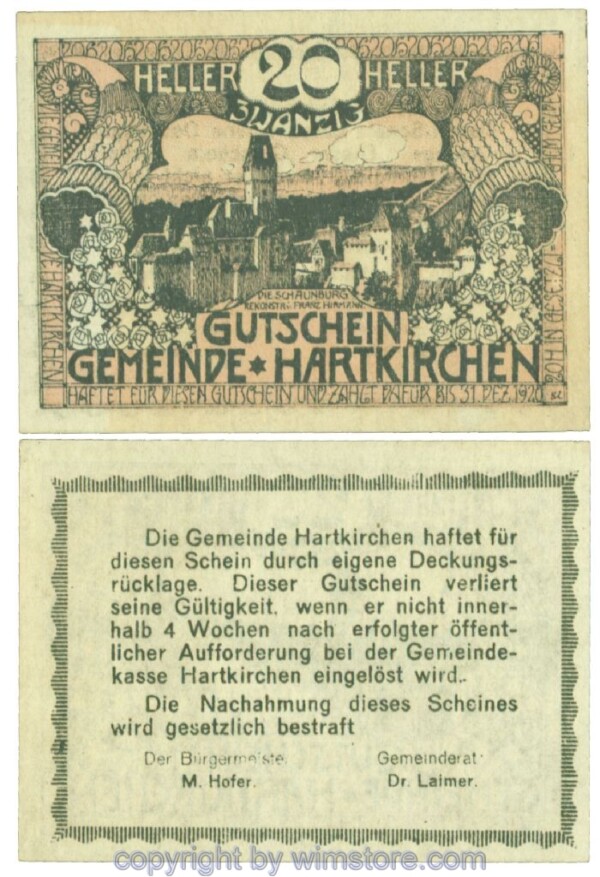 HELLER 20 HELLER
ZWANZIG
DIE SCHAUNBURG
REKONSTR. FRANZ HIRMANN
GUTSCHEIN
GEMEINDE * HARTKIRCHEN
HAFTET FÜR DIESEN GUTSCHEIN UND ZAHLT DAFÜR BIS 31. DEZ. 1920
Die Gemeinde Hartkirchen haftet für
diesen Schein durch eigene Deckungs-
rücklage. Dieser Gutschein verliert
seine Gültigkeit, wenn er nicht inner-
halb 4 Wochen nach erfolgter öffent-
licher Aufforderung bei der Gemeinde-
kasse Hartkirchen eingelöst wird.
Die Nachahmung dieses Scheines
wird gesetzlich bestraft
Der Bürgermeister Gemeinderat
M. Hofer. Dr. Laimer.
copyright by wimstore.com